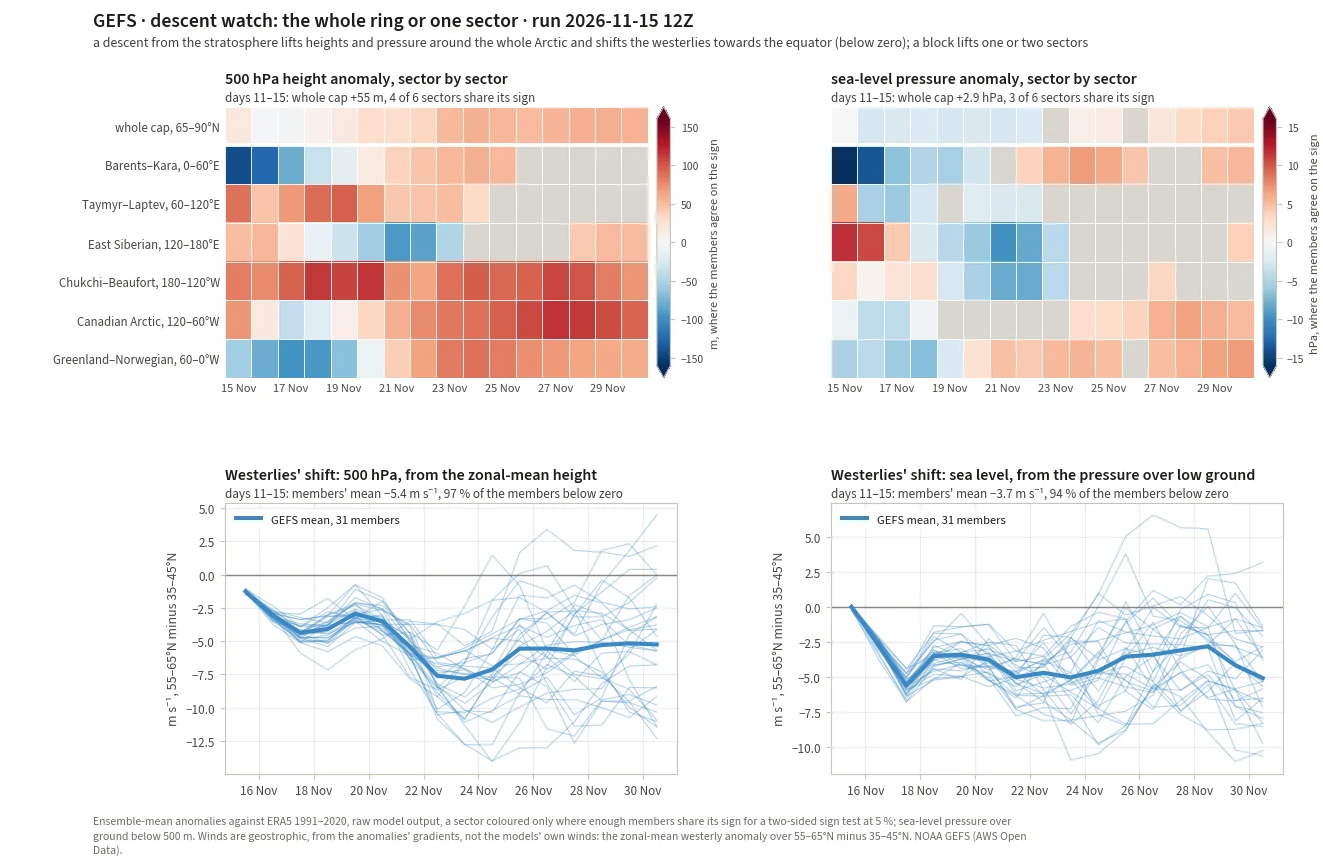 GEFS · descent watch: the whole ring or one sector · run 2026-11-15 12Z
a descent from the stratosphere lifts heights and pressure around the whole Arctic and shifts the westerlies towards the equator (below zero); a block lifts one or two sectors
500 hPa height anomaly, sector by sector
days 11–15: whole cap +55 m, 4 of 6 sectors share its sign
whole cap, 65–90°N
Barents–Kara, 0–60°E
Taymyr–Laptev, 60–120°E
East Siberian, 120–180°E
Chukchi–Beaufort, 180–120°W
Canadian Arctic, 120–60°W
Greenland–Norwegian, 60–0°W
15 Nov 17 Nov 19 Nov 21 Nov 23 Nov 25 Nov 27 Nov 29 Nov
150
100
50
0
−50
−100
−150
m, where the members agree on the sign
sea-level pressure anomaly, sector by sector
days 11–15: whole cap +2.9 hPa, 3 of 6 sectors share its sign
15 Nov 17 Nov 19 Nov 21 Nov 23 Nov 25 Nov 27 Nov 29 Nov
15
10
5
0
−5
−10
−15
hPa, where the members agree on the sign
Westerlies' shift: 500 hPa, from the zonal-mean height
days 11–15: members' mean −5.4 m s⁻¹, 97 % of the members below zero
GEFS mean, 31 members
5.0
2.5
0.0
−2.5
−5.0
−7.5
−10.0
−12.5
m s⁻¹, 55–65°N minus 35–45°N
16 Nov 18 Nov 20 Nov 22 Nov 24 Nov 26 Nov 28 Nov 30 Nov
Westerlies' shift: sea level, from the pressure over low ground
days 11–15: members' mean −3.7 m s⁻¹, 94 % of the members below zero
GEFS mean, 31 members
5.0
2.5
0.0
−2.5
−5.0
−7.5
−10.0
m s⁻¹, 55–65°N minus 35–45°N
16 Nov 18 Nov 20 Nov 22 Nov 24 Nov 26 Nov 28 Nov 30 Nov
Ensemble-mean anomalies against ERA5 1991–2020, raw model output, a sector coloured only where enough members share its sign for a two-sided sign test at 5 %; sea-level pressure over
ground below 500 m. Winds are geostrophic, from the anomalies' gradients, not the models' own winds: the zonal-mean westerly anomaly over 55–65°N minus 35–45°N. NOAA GEFS (AWS Open
Data).